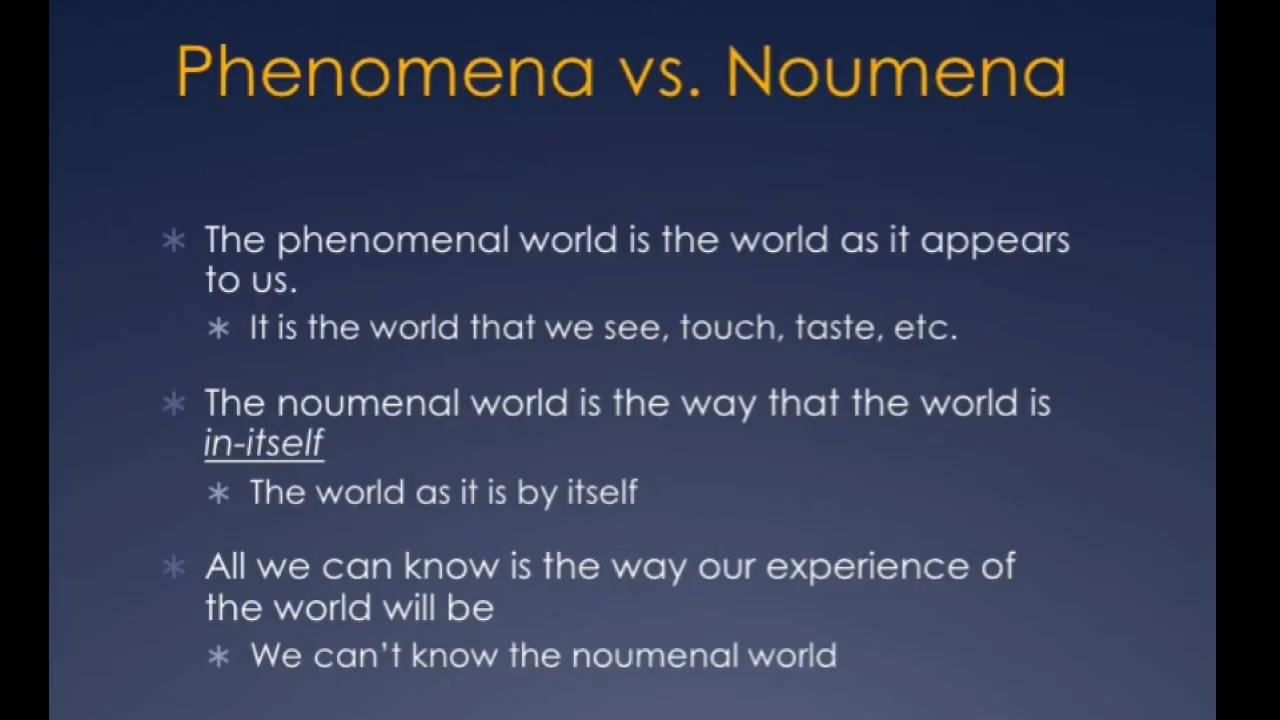 Phenomena vs. Noumena
* The phenomenal world is the world as it appears
to us.
* It is the world that we see, touch, taste, etc.
* The noumenal world is the way that the world is
in-itself
* The world as it is by itself
* All we can know is the way our experience of
the world will be
* We can't know the noumenal world